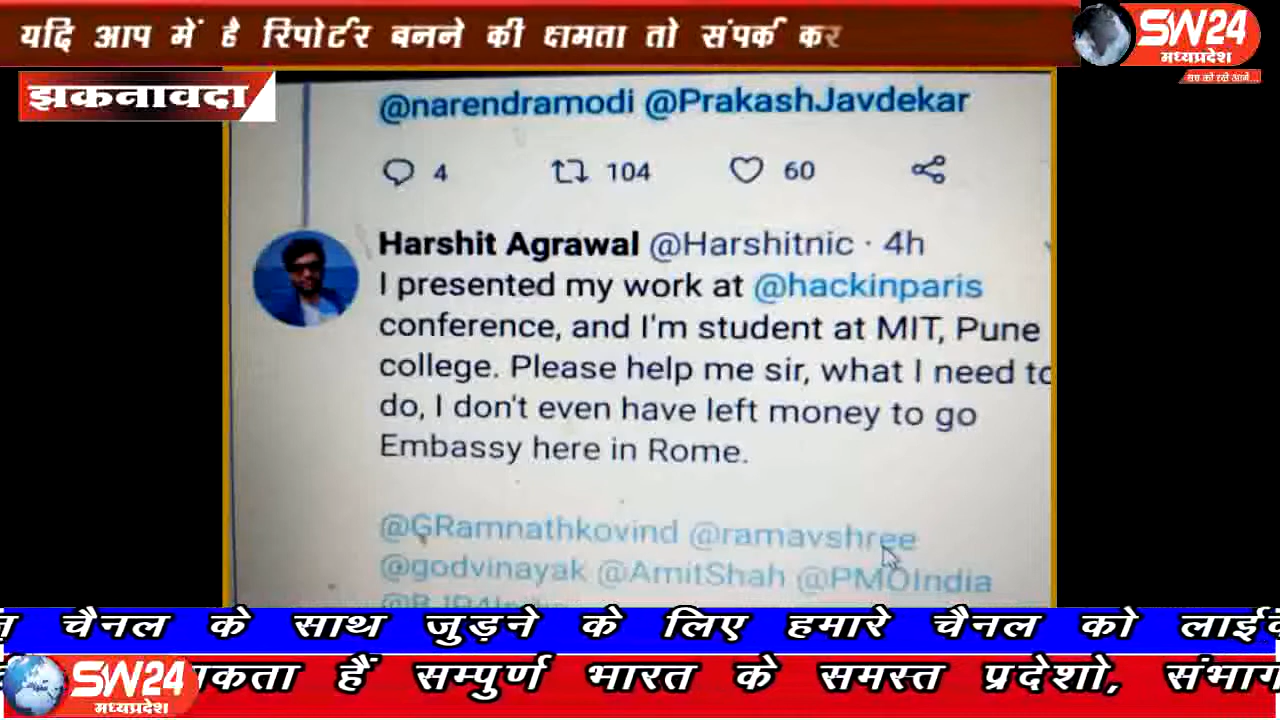 यदि आप में है रिपोर्टर बनने की क्षमता तो संपर्क कर
SW24
मध्यप्रदेश
झकनावदा
@narendramodi @PrakashJavdekar
4 104 60
Harshit Agrawal @Harshitnic · 4h
I presented my work at @hackinparis
conference, and I'm student at MIT, Pune
college. Please help me sir, what I need to
do, I don't even have left money to go
Embassy here in Rome.
@GRamnathkovind @ramavshree
@godvinayak @AmitShah @PMOIndia
चैनल के साथ जुड़ने के लिए हमारे चैनल को
SW24
मध्यप्रदेश
हैं सम्पुर्ण भारत के समस्त प्रदेशो, संभाग